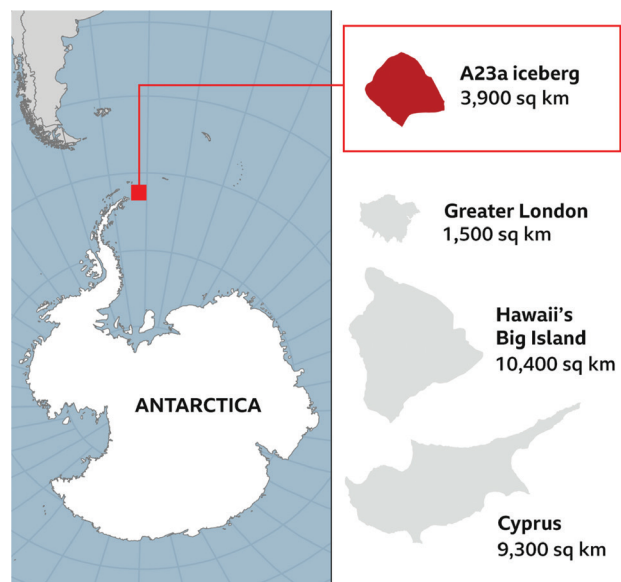 A23a iceberg
3,900 sq km
Greater London
1,500 sq km
Hawaii's
Big Island
10,400 sq km
ANTARCTICA
Cyprus
9,300 sq km